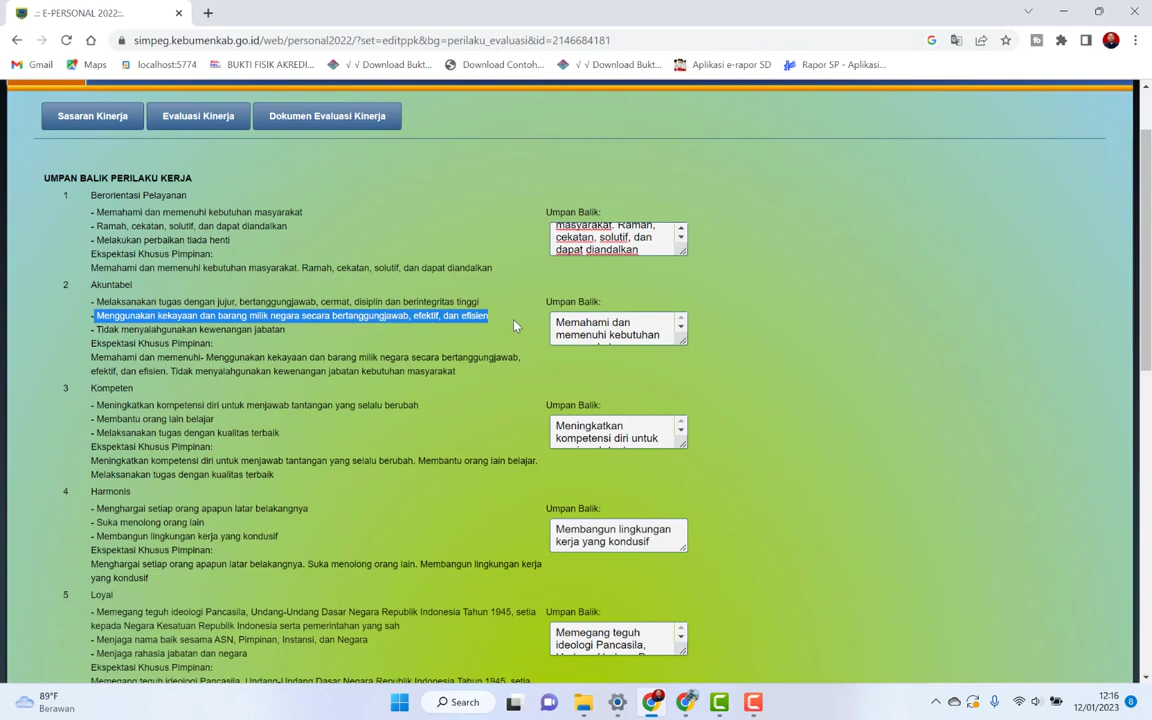 .:: E-PERSONAL 2022::.
simpeg.kebumenkab.go.id/web/personal2022/?set=editppk&bg=perilaku_evaluasi&id=2146684181
Gmail
Maps
localhost:5774
BUKTI FISIK AKREDI...
√ √ Download Bukt...
Download Contoh...
√ √ Download Bukt...
Aplikasi e-rapor SD
Rapor SP - Aplikasi...
Sasaran Kinerja
Evaluasi Kinerja
Dokumen Evaluasi Kinerja
UMPAN BALIK PERILAKU KERJA
1 Berorientasi Pelayanan
- Memahami dan memenuhi kebutuhan masyarakat
- Ramah, cekatan, solutif, dan dapat diandalkan
- Melakukan perbaikan tiada henti
Ekspektasi Khusus Pimpinan:
Memahami dan memenuhi kebutuhan masyarakat. Ramah, cekatan, solutif, dan dapat diandalkan
Umpan Balik:
masyarakat. Ramah,
cekatan, solutif, dan
dapat diandalkan
2 Akuntabel
- Melaksanakan tugas dengan jujur, bertanggungjawab, cermat, disiplin dan berintegritas tinggi
- Menggunakan kekayaan dan barang milik negara secara bertanggungjawab, efektif, dan efisien
- Tidak menyalahgunakan kewenangan jabatan
Ekspektasi Khusus Pimpinan:
Memahami dan memenuhi- Menggunakan kekayaan dan barang milik negara secara bertanggungjawab,
efektif, dan efisien. Tidak menyalahgunakan kewenangan jabatan kebutuhan masyarakat
Umpan Balik:
Memahami dan
memenuhi kebutuhan
3 Kompeten
- Meningkatkan kompetensi diri untuk menjawab tantangan yang selalu berubah
- Membantu orang lain belajar
- Melaksanakan tugas dengan kualitas terbaik
Ekspektasi Khusus Pimpinan:
Meningkatkan kompetensi diri untuk menjawab tantangan yang selalu berubah. Membantu orang lain belajar.
Melaksanakan tugas dengan kualitas terbaik
Umpan Balik:
Meningkatkan
kompetensi diri untuk
4 Harmonis
- Menghargai setiap orang apapun latar belakangnya
- Suka menolong orang lain
- Membangun lingkungan kerja yang kondusif
Ekspektasi Khusus Pimpinan:
Menghargai setiap orang apapun latar belakangnya. Suka menolong orang lain. Membangun lingkungan kerja
yang kondusif
Umpan Balik:
Membangun lingkungan
kerja yang kondusif
5 Loyal
- Memegang teguh ideologi Pancasila, Undang-Undang Dasar Negara Republik Indonesia Tahun 1945, setia
kepada Negara Kesatuan Republik Indonesia serta pemerintahan yang sah
- Menjaga nama baik sesama ASN, Pimpinan, Instansi, dan Negara
- Menjaga rahasia jabatan dan negara
Ekspektasi Khusus Pimpinan:
Umpan Balik:
Memegang teguh
ideologi Pancasila,
89°F
Berawan
Search
12:16
12/01/2023
8